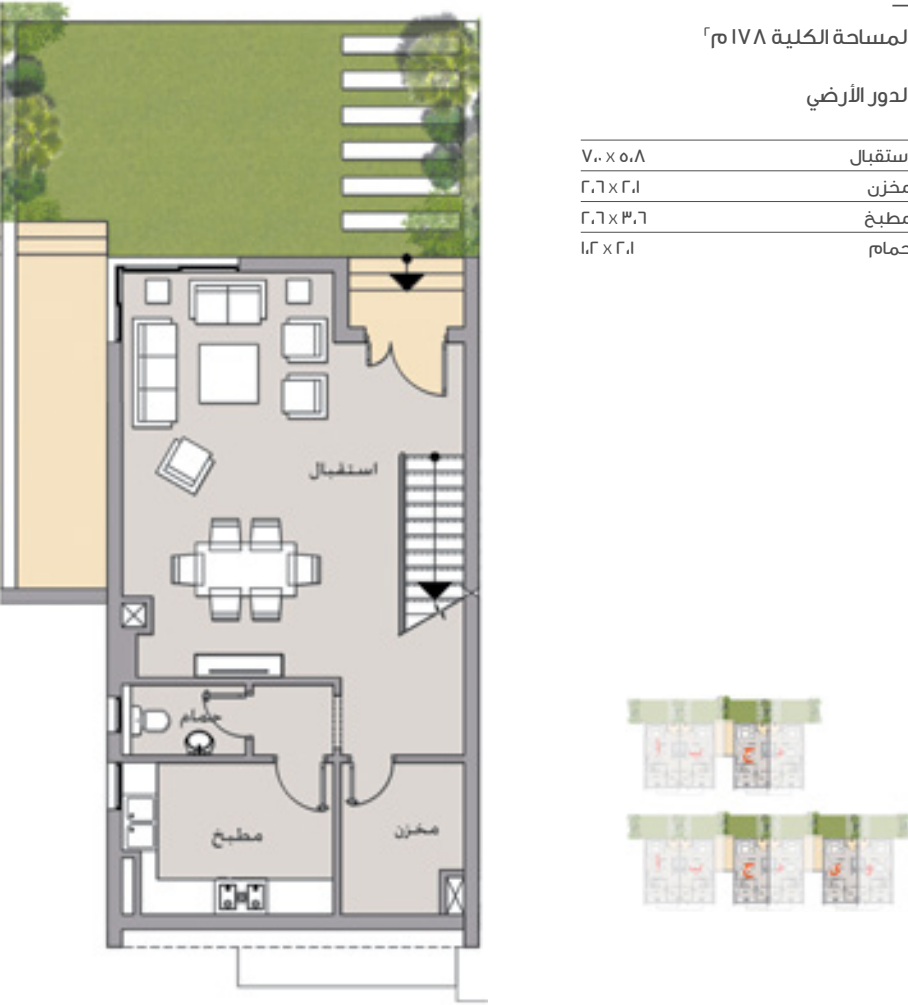 لمساحة الكلية ١٧٨ م٢
لدور الأرضي
ستقبال ٥،٨ x ٧،٠
مخزن ٢،١ x ٢،٦
مطبخ ٣،٦ x ٢،٦
حمام ٢،١ x ١،٢
استقبال
حمام
مطبخ
مخزن